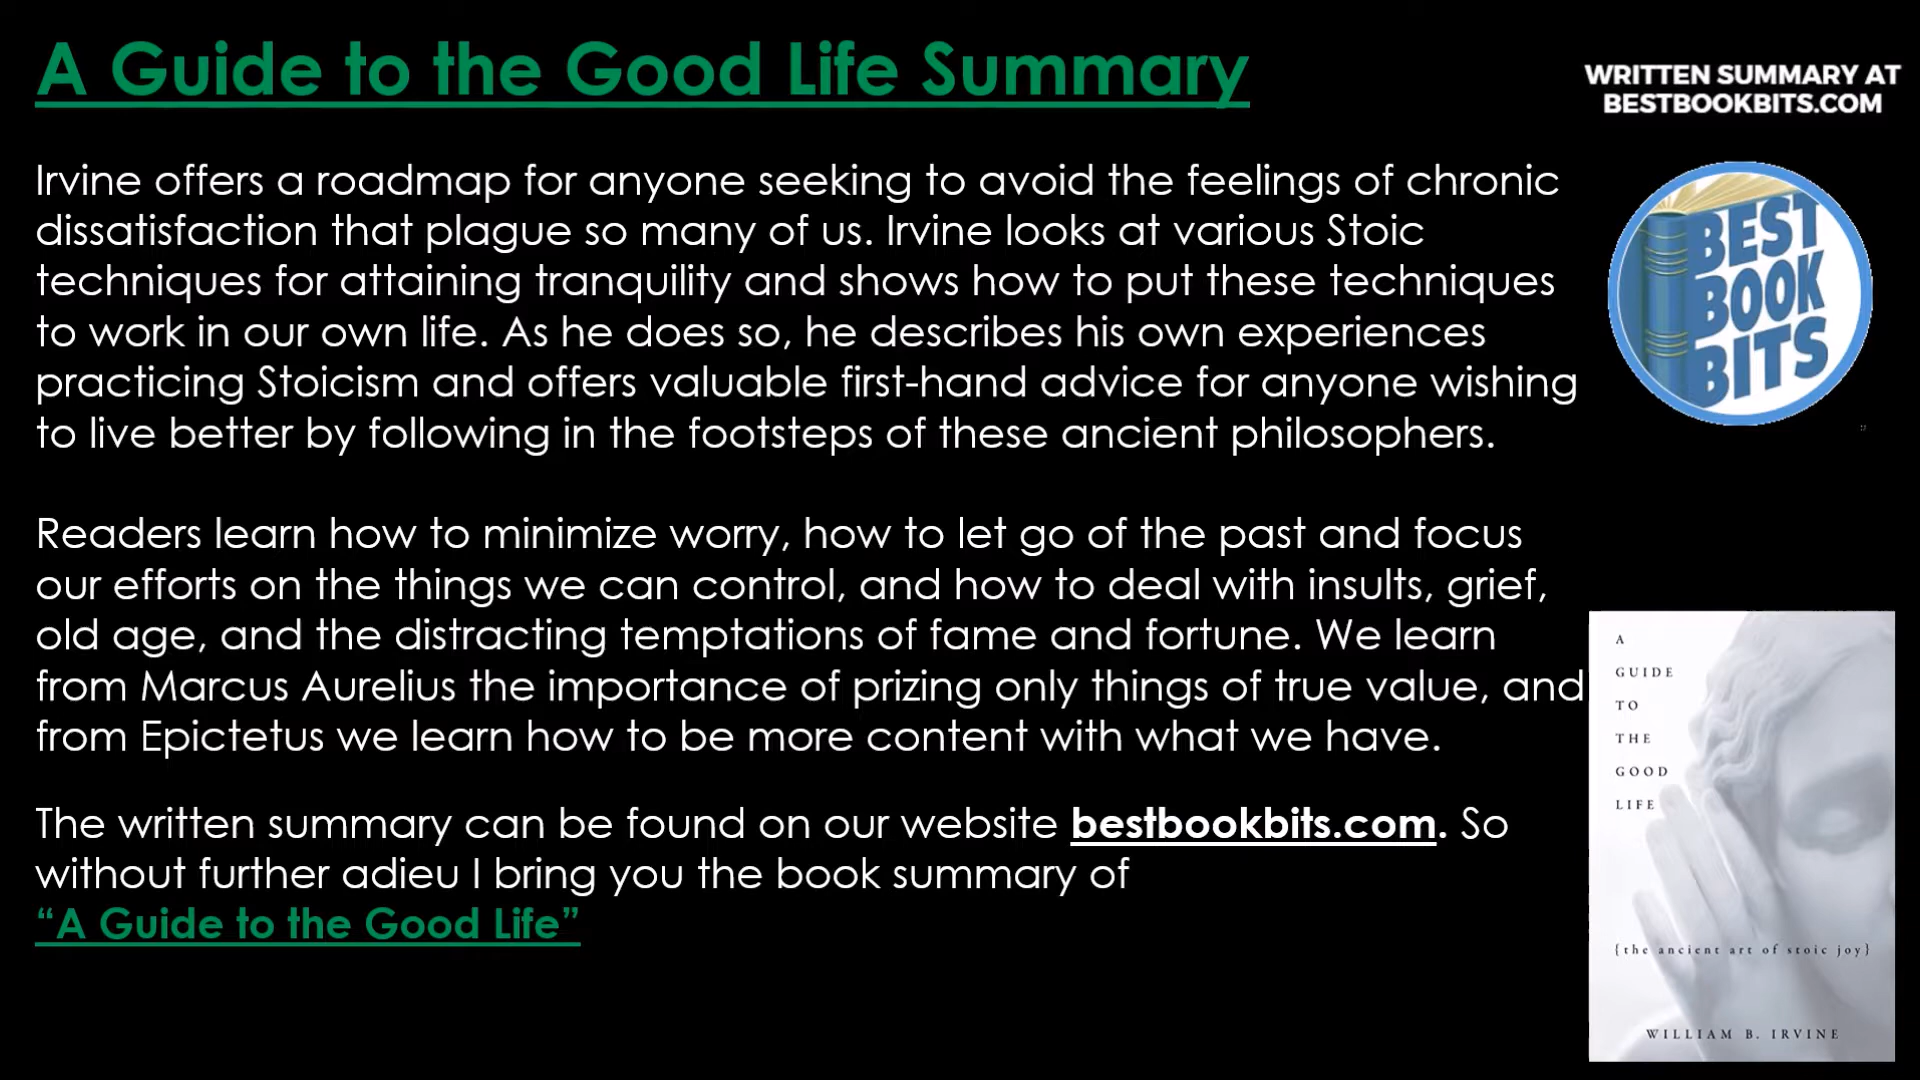 A Guide to the Good Life Summary
WRITTEN SUMMARY AT
BESTBOOKBITS.COM
Irvine offers a roadmap for anyone seeking to avoid the feelings of chronic
dissatisfaction that plague so many of us. Irvine looks at various Stoic
techniques for attaining tranquility and shows how to put these techniques
to work in our own life. As he does so, he describes his own experiences
practicing Stoicism and offers valuable first-hand advice for anyone wishing
to live better by following in the footsteps of these ancient philosophers.
BEST
BOOK
BITS
Readers learn how to minimize worry, how to let go of the past and focus
our efforts on the things we can control, and how to deal with insults, grief,
old age, and the distracting temptations of fame and fortune. We learn
from Marcus Aurelius the importance of prizing only things of true value, and
from Epictetus we learn how to be more content with what we have.
The written summary can be found on our website bestbookbits.com. So
without further adieu I bring you the book summary of
“A Guide to the Good Life”
A
GUIDE
TO
THE
GOOD
LIFE
{the ancient art of stoic joy}
WILLIAM B. IRVINE